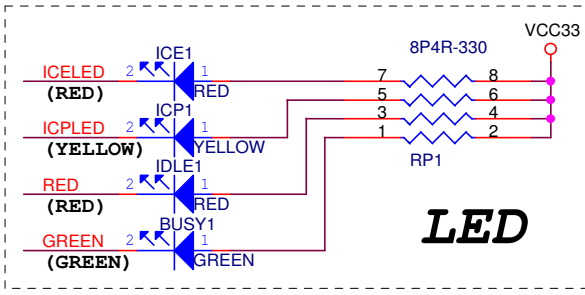 VCC33
ICE1 8P4R-330
ICELED 2 1 7 8
(RED) RED
ICP1 5 6
ICPLED 2 1 3 4
(YELLOW) YELLOW 1 2
IDLE1 RP1
RED 2 1
(RED) RED
BUSY1 LED
GREEN 2 1
(GREEN) GREEN